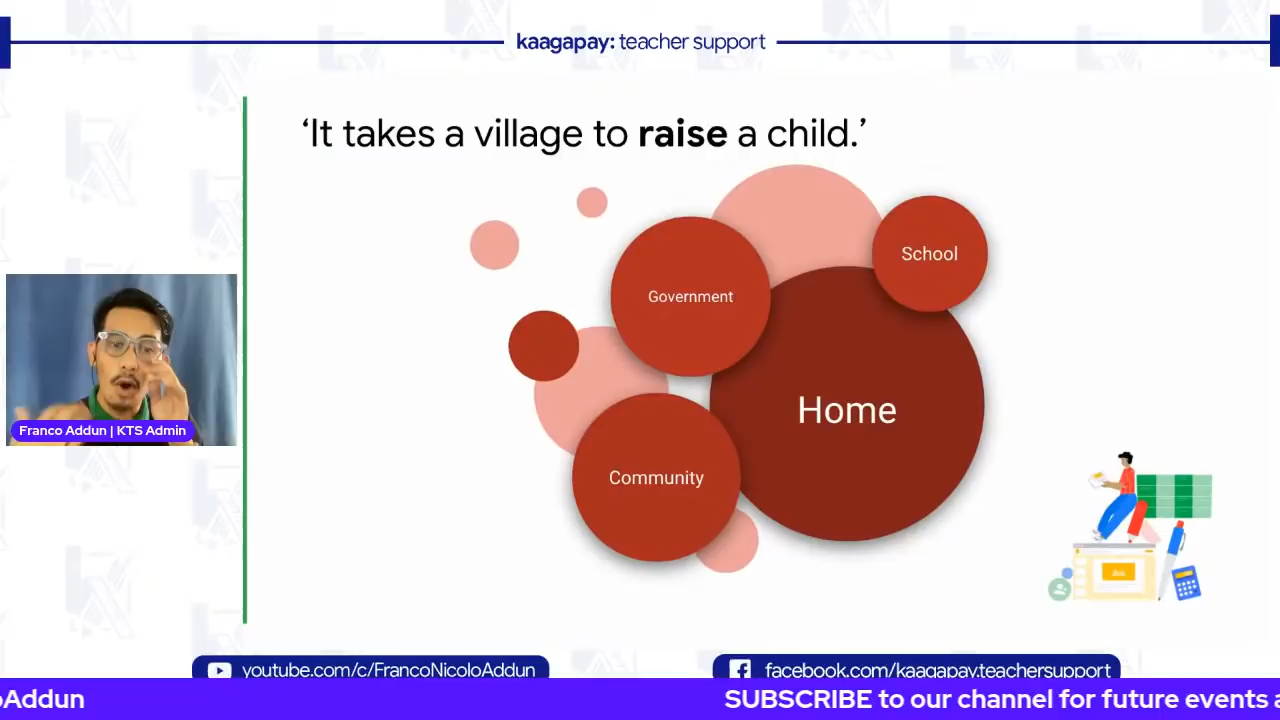 kaagapay: teacher support
‘It takes a village to raise a child.’
School
Government
Home
Community
Franco Addun | KTS Admin
youtube.com/c/FrancoNicoloAddun
facebook.com/kaagapay.teachersupport
oAddun
SUBSCRIBE to our channel for future events a